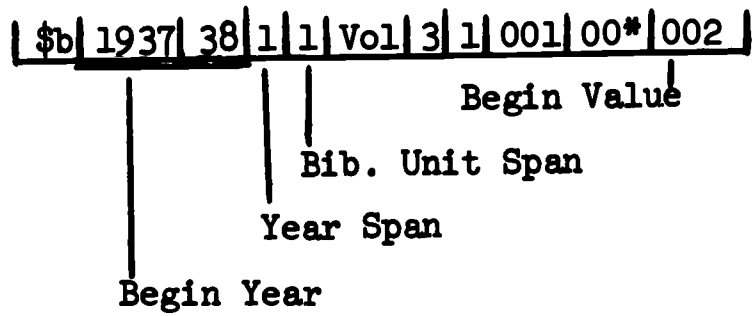 | $b| 1937| 38|1|1|Vol|3|1|001|00*|002 |
Begin Value
Bib. Unit Span
Year Span
Begin Year